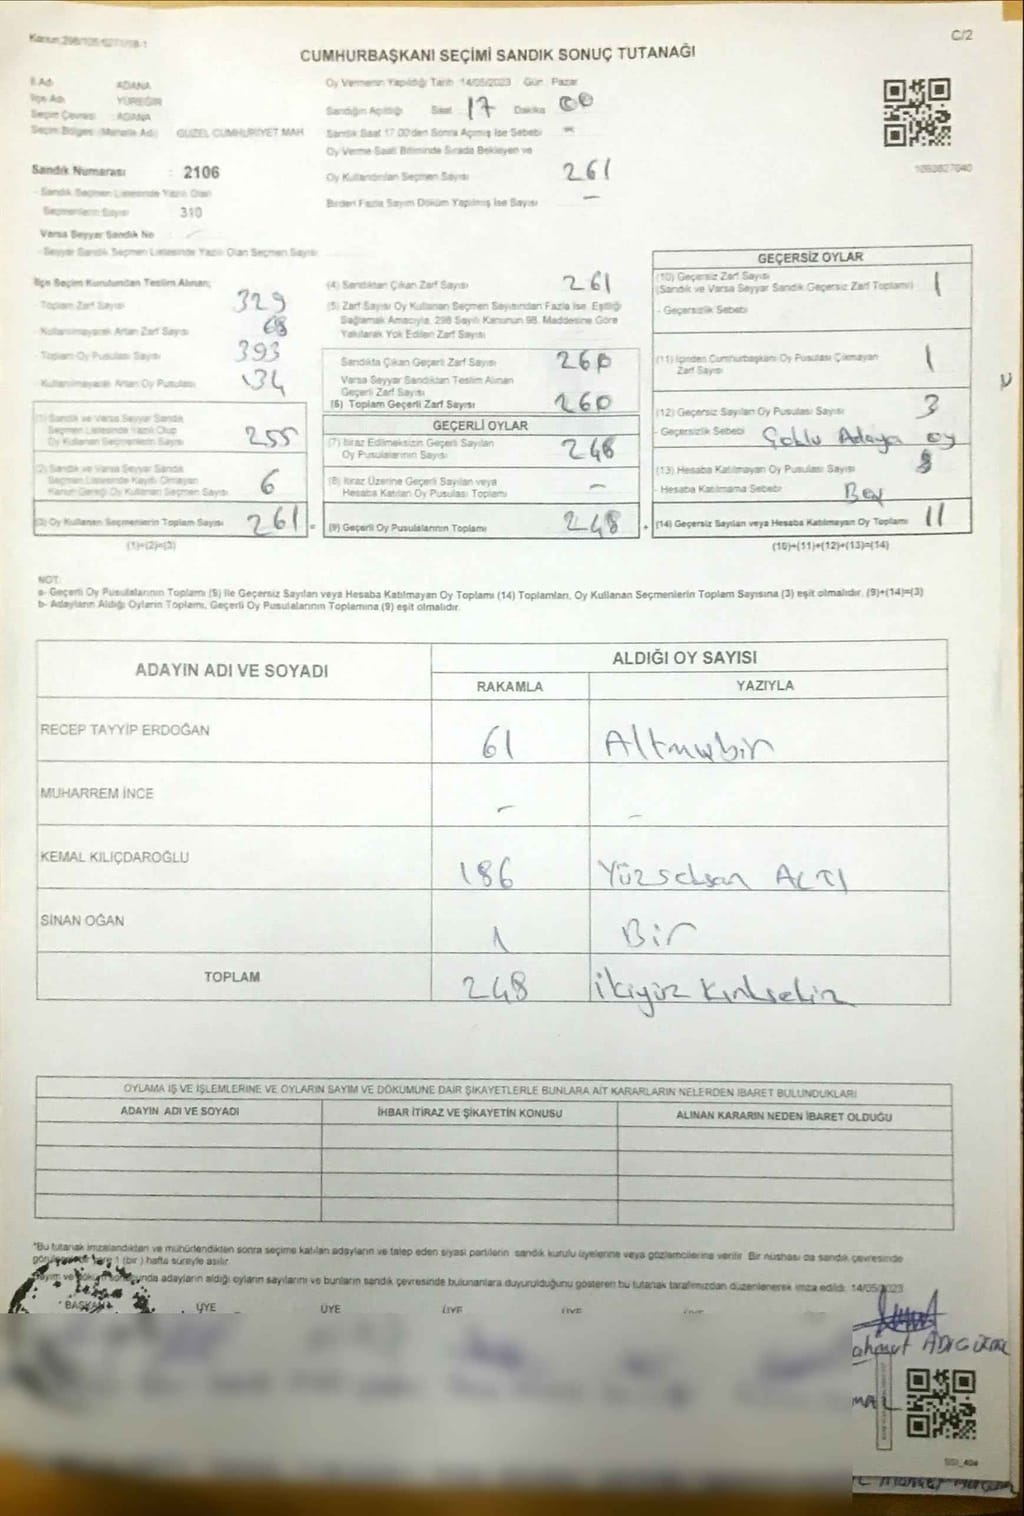 Kanun:298/105,6271/18-1
C/2
CUMHURBAŞKANI SEÇİMİ SANDIK SONUÇ TUTANAĞI
İl Adı ADANA
İlçe Adı YÜREĞİR
Seçim Çevresi : ADANA
Seçim Bölgesi (Mahalle Adı) GÜZEL CUMHURİYET MAH.
Sandık Numarası : 2106
- Sandık Seçmen Listesinde Yazılı Olan
Seçmenlerin Sayısı 310
Varsa Seyyar Sandık No
- Seyyar Sandık Seçmen Listesinde Yazılı Olan Seçmen Sayısı
Oy Vermenin Yapıldığı Tarih 14/05/2023 Gün Pazar
Sandığın Açıldığı Saat 17 Dakika 00
Sandık Saat 17.00'den Sonra Açılmış İse Sebebi -
Oy Verme Saati Bitiminde Sırada Bekleyen ve
Oy Kullandırılan Seçmen Sayısı 261
Birden Fazla Sayım Döküm Yapılmış İse Sayısı -
1093827040
İlçe Seçim Kurulundan Teslim Alınan;
- Toplam Zarf Sayısı 329
- Kullanılmayarak Artan Zarf Sayısı 68
- Toplam Oy Pusulası Sayısı 393
- Kullanılmayarak Artan Oy Pusulası 134
(1) Sandık ve Varsa Seyyar Sandık
Seçmen Listesinde Yazılı Olup
Oy Kullanan Seçmenlerin Sayısı 255
(2) Sandık ve Varsa Seyyar Sandık
Seçmen Listesinde Kayıtlı Olmayan
Kanun Gereği Oy Kullanan Seçmen Sayısı 6
(3) Oy Kullanan Seçmenlerin Toplam Sayısı 261 =
(1)+(2)=(3)
(4) Sandıktan Çıkan Zarf Sayısı 261
(5) Zarf Sayısı Oy Kullanan Seçmen Sayısından Fazla İse, Eşitliği
Sağlamak Amacıyla, 298 Sayılı Kanunun 98. Maddesine Göre
Yakılarak Yok Edilen Zarf Sayısı
Sandıkta Çıkan Geçerli Zarf Sayısı 260
Varsa Seyyar Sandıktan Teslim Alınan
Geçerli Zarf Sayısı
(6) Toplam Geçerli Zarf Sayısı 260
GEÇERLİ OYLAR
(7) İtiraz Edilmeksizin Geçerli Sayılan
Oy Pusulalarının Sayısı 248
(8) İtiraz Üzerine Geçerli Sayılan veya
Hesaba Katılan Oy Pusulası Toplamı -
(9) Geçerli Oy Pusulalarının Toplamı 248 +
GEÇERSİZ OYLAR
(10) Geçersiz Zarf Sayısı
(Sandık ve Varsa Seyyar Sandık Geçersiz Zarf Toplamı) 1
- Geçersizlik Sebebi
(11) İçinden Cumhurbaşkanı Oy Pusulası Çıkmayan
Zarf Sayısı 1
(12) Geçersiz Sayılan Oy Pusulası Sayısı 3
- Geçersizlik Sebebi Çoklu Adaya oy
(13) Hesaba Katılmayan Oy Pusulası Sayısı
- Hesaba Katılmama Sebebi
(14) Geçersiz Sayılan veya Hesaba Katılmayan Oy Toplamı 11
(10)+(11)+(12)+(13)=(14)
NOT:
a- Geçerli Oy Pusulalarının Toplamı (9) ile Geçersiz Sayılan veya Hesaba Katılmayan Oy Toplamı (14) Toplamları, Oy Kullanan Seçmenlerin Toplam Sayısına (3) eşit olmalıdır. (9)+(14)=(3)
b- Adayların Aldığı Oyların Toplamı, Geçerli Oy Pusulalarının Toplamına (9) eşit olmalıdır.
ADAYIN ADI VE SOYADI ALDIĞI OY SAYISI
RAKAMLA YAZIYLA
RECEP TAYYİP ERDOĞAN 61 Altmışbir
MUHARREM İNCE - -
KEMAL KILIÇDAROĞLU 186 Yüzseksen ALTI
SİNAN OĞAN 1 Bir
TOPLAM 248 İkiyüz Kırksekiz
OYLAMA İŞ VE İŞLEMLERİNE VE OYLARIN SAYIM VE DÖKÜMÜNE DAİR ŞİKAYETLERLE BUNLARA AİT KARARLARIN NELERDEN İBARET BULUNDUKLARI
ADAYIN ADI VE SOYADI İHBAR İTİRAZ VE ŞİKAYETİN KONUSU ALINAN KARARIN NEDEN İBARET OLDUĞU
*Bu tutanak imzalandıktan ve mühürlendikten sonra seçime katılan adayların ve talep eden siyasi partilerin sandık kurulu üyelerine veya gözlemcilerine verilir. Bir nüshası da sandık çevresinde
1 (bir) hafta süreyle asılır.
Sayım ve döküm sonucunda adayların aldığı oyların sayılarını ve bunların sandık çevresinde bulunanlara duyurulduğunu gösteren bu tutanak tarafımızdan düzenlenerek imza edildi. 14/05/2023
BAŞKAN ÜYE ÜYE ÜYE ÜYE
ADIGÜZEL